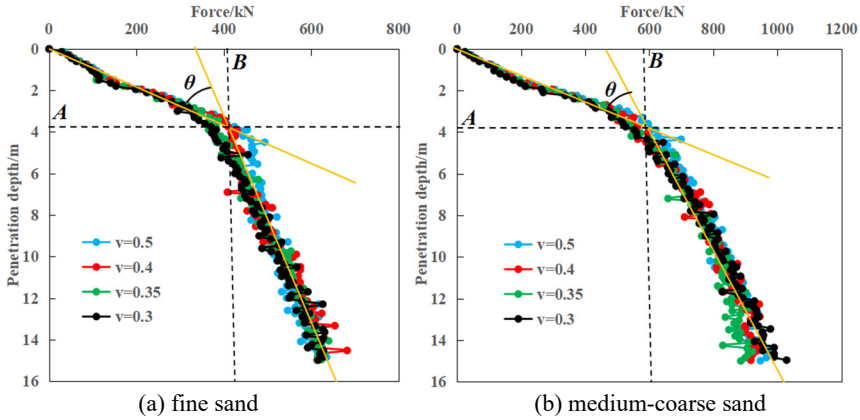 Force/kN
0 200 400 600 800
0
2
4
6
8
10
12
14
16
Penetration depth/m
A
B
θ
v=0.5
v=0.4
v=0.35
v=0.3
(a) fine sand
Force/kN
0 200 400 600 800 1000 1200
0
2
4
6
8
10
12
14
16
Penetration depth/m
A
B
θ
v=0.5
v=0.4
v=0.35
v=0.3
(b) medium-coarse sand